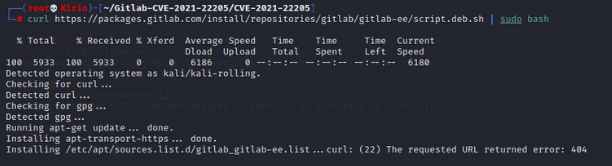 ┌──(root💀Kirin)-[~/Gitlab-CVE-2021-22205/CVE-2021-22205]
└─# curl https://packages.gitlab.com/install/repositories/gitlab/gitlab-ee/script.deb.sh | sudo bash
% Total % Received % Xferd Average Speed Time Time Time Current
Dload Upload Total Spent Left Speed
100 5933 100 5933 0 0 6186 0 --:--:-- --:--:-- --:--:-- 6180
Detected operating system as kali/kali-rolling.
Checking for curl...
Detected curl...
Checking for gpg...
Detected gpg...
Running apt-get update... done.
Installing apt-transport-https... done.
Installing /etc/apt/sources.list.d/gitlab_gitlab-ee.list...curl: (22) The requested URL returned error: 404